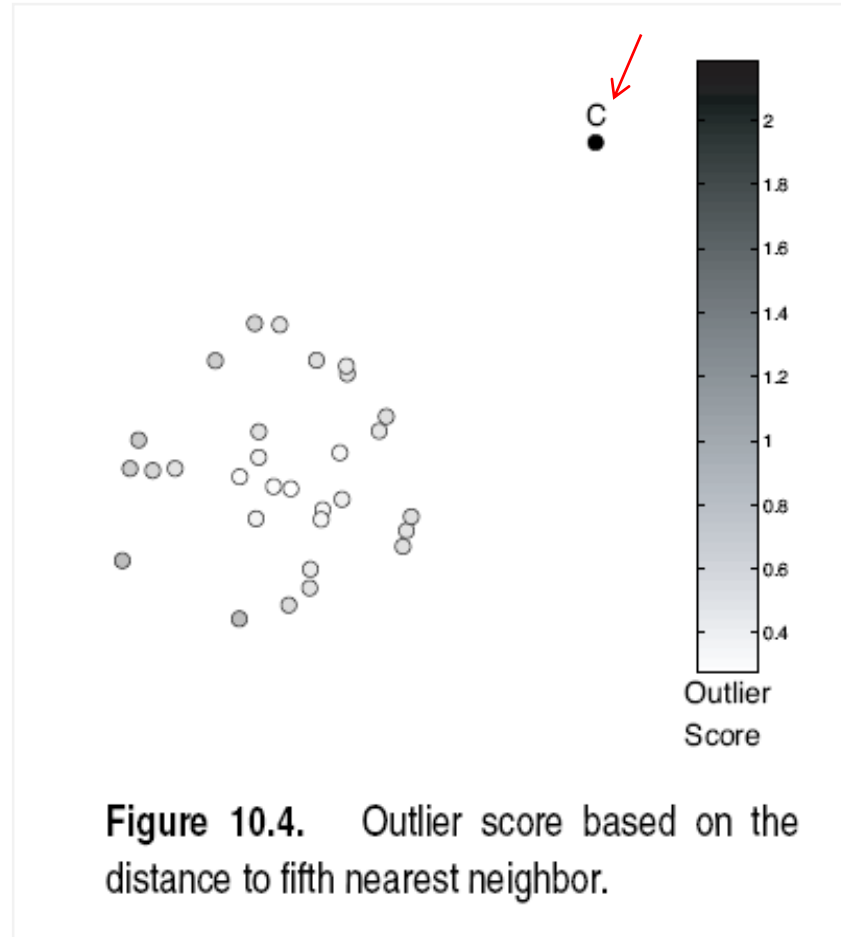 C
2
1.8
1.6
1.4
1.2
1
0.8
0.6
0.4
Outlier
Score
Figure 10.4. Outlier score based on the
distance to fifth nearest neighbor.